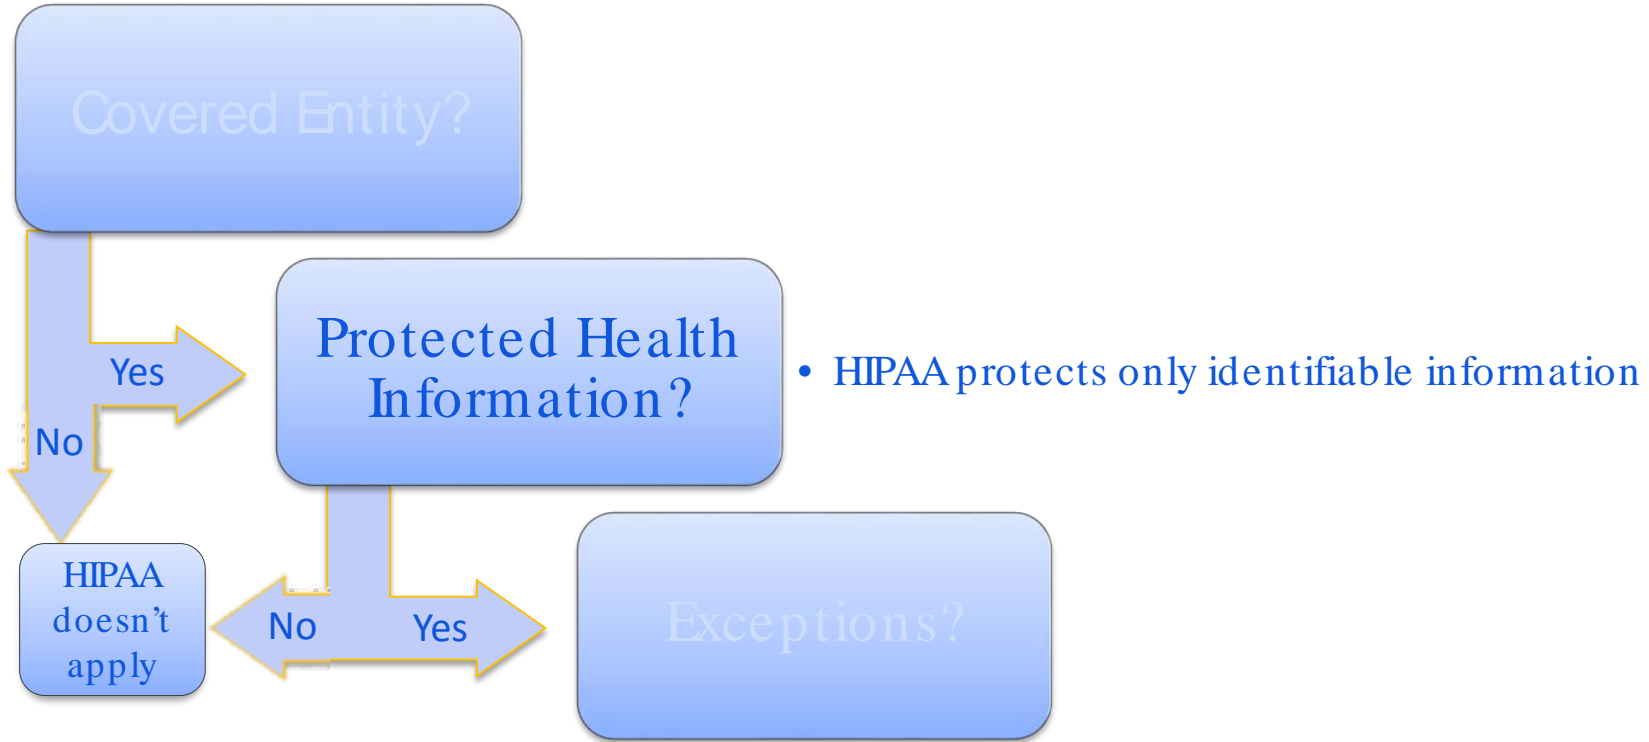 Covered Entity?
Yes
Protected Health
Information?
• HIPAA protects only identifiable information
No
HIPAA
doesn’t
apply
No
Yes
Exceptions?